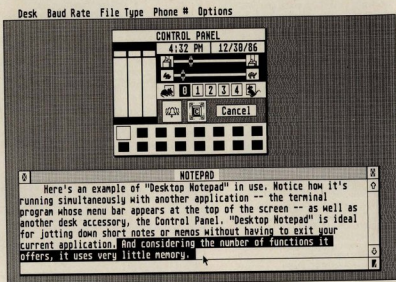 Desk Baud Rate File Type Phone # Options
CONTROL PANEL
4:32 PM 12/30/86
0 1 2 3 4
C
Cancel
NOTEPAD
Here's an example of "Desktop Notepad" in use. Notice how it's
running simultaneously with another application -- the terminal
program whose menu bar appears at the top of the screen -- as well as
another desk accessory, the Control Panel. "Desktop Notepad" is ideal
for jotting down short notes or memos without having to exit your
current application. And considering the number of functions it
offers, it uses very little memory.